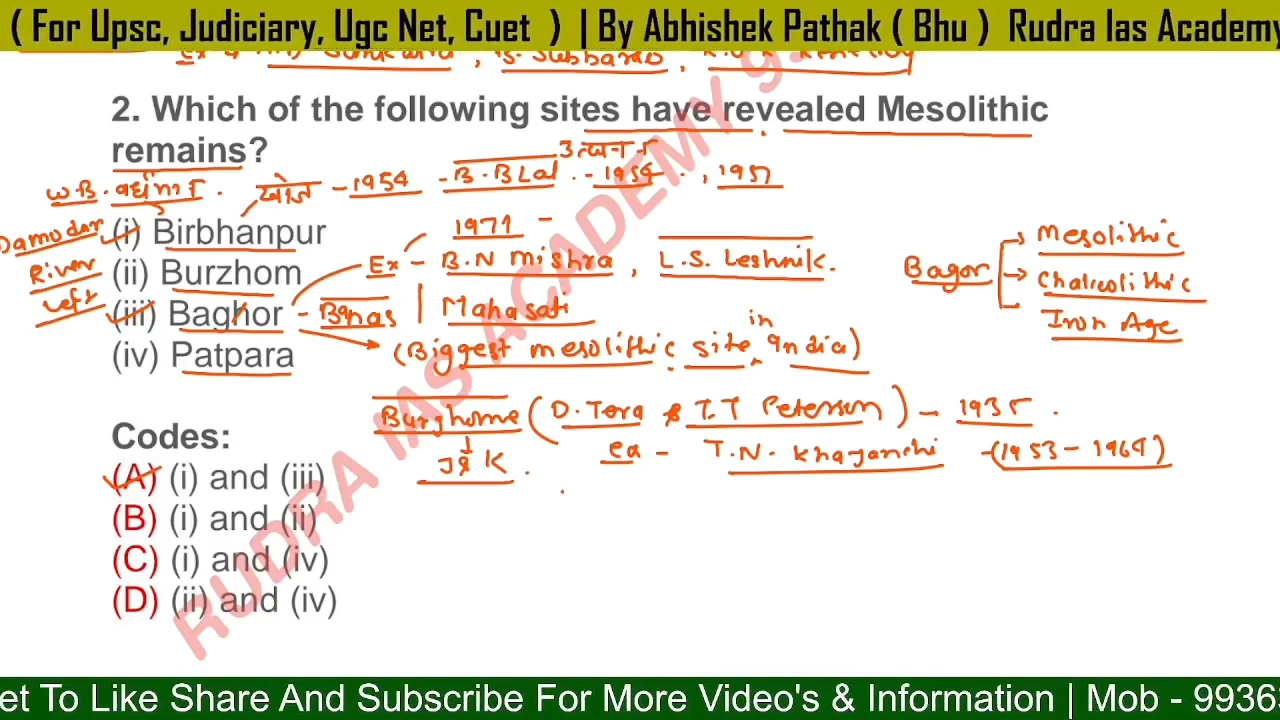 ( For Upsc, Judiciary, Ugc Net, Cuet ) | By Abhishek Pathak ( Bhu ) Rudra Ias Academy
2. Which of the following sites have revealed Mesolithic
remains?
W.B. - 1954 - B.B Lal - 1954, 1957
Damodar River Left
(i) Birbhanpur
1971
(ii) Burzhom
Ex - B.N Mishra, L.S. Leshnik.
Bagor Mesolithic
Chalcolithic
Iron Age
(iii) Baghor - Banas | Mahasati
(iv) Patpara
(Biggest mesolithic site in India)
Burghome (D. Tera & T.T Peterson) - 1935.
J & K
ex - T.N. Khazanchi - (1953 - 1964)
Codes:
(A) (i) and (iii)
(B) (i) and (ii)
(C) (i) and (iv)
(D) (ii) and (iv)
RUDRA IAS ACADEMY 9
et To Like Share And Subscribe For More Video's & Information | Mob - 9936